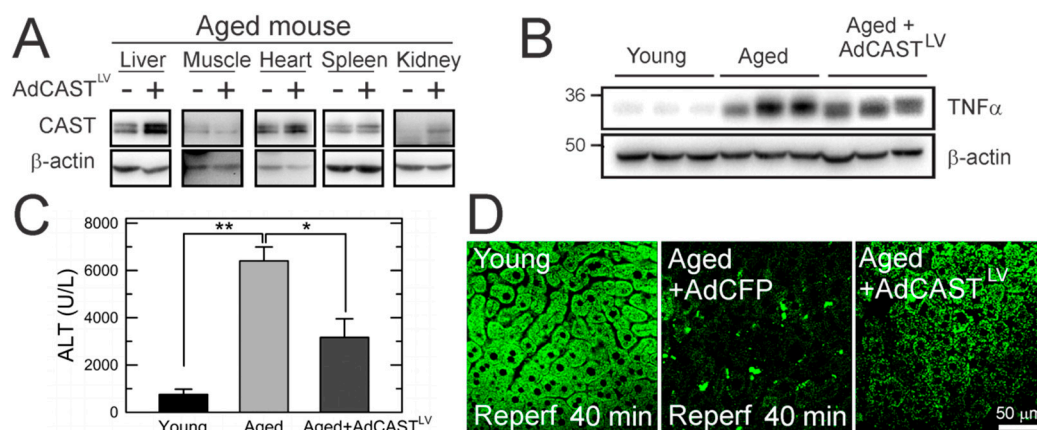 A
Aged mouse
Liver Muscle Heart Spleen Kidney
AdCAST^LV - + - + - + - + - +
CAST
β-actin
B
Young Aged Aged + AdCAST^LV
36
TNFα
50
β-actin
C
ALT (U/L)
8000
6000
4000
2000
0
** *
Young Aged Aged+AdCAST^LV
D
Young
Reperf 40 min
Aged
+AdCFP
Reperf 40 min
Aged
+AdCAST^LV
50 μm